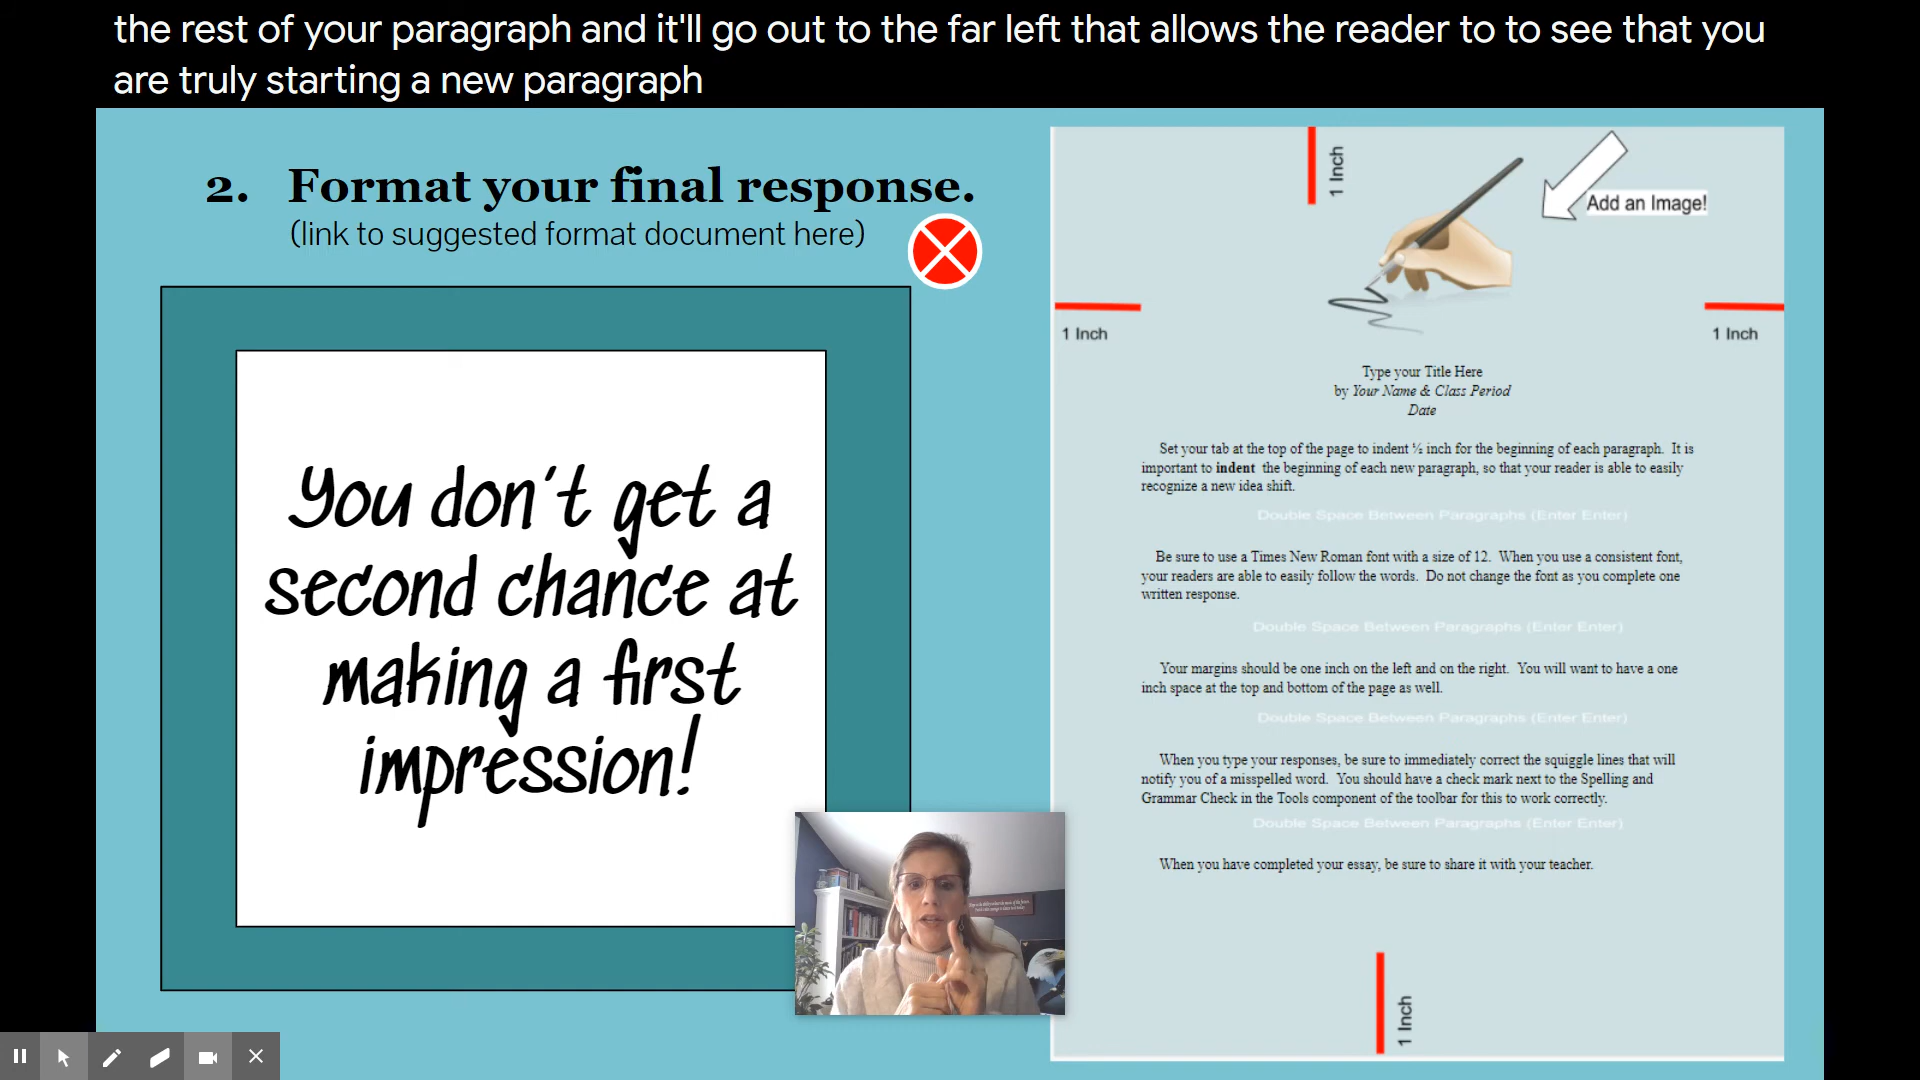 the rest of your paragraph and it'll go out to the far left that allows the reader to to see that you
are truly starting a new paragraph
2. Format your final response.
(link to suggested format document here)
You don't get a
second chance at
making a first
impression!
1 Inch
Add an Image!
1 Inch
1 Inch
Type your Title Here
by Your Name & Class Period
Date
Set your tab at the top of the page to indent ½ inch for the beginning of each paragraph. It is
important to indent the beginning of each new paragraph, so that your reader is able to easily
recognize a new idea shift.
Double Space Between Paragraphs (Enter Enter)
Be sure to use a Times New Roman font with a size of 12. When you use a consistent font,
your readers are able to easily follow the words. Do not change the font as you complete one
written response.
Double Space Between Paragraphs (Enter Enter)
Your margins should be one inch on the left and on the right. You will want to have a one
inch space at the top and bottom of the page as well.
Double Space Between Paragraphs (Enter Enter)
When you type your responses, be sure to immediately correct the squiggle lines that will
notify you of a misspelled word. You should have a check mark next to the Spelling and
Grammar Check in the Tools component of the toolbar for this to work correctly.
Double Space Between Paragraphs (Enter Enter)
When you have completed your essay, be sure to share it with your teacher.
1 Inch